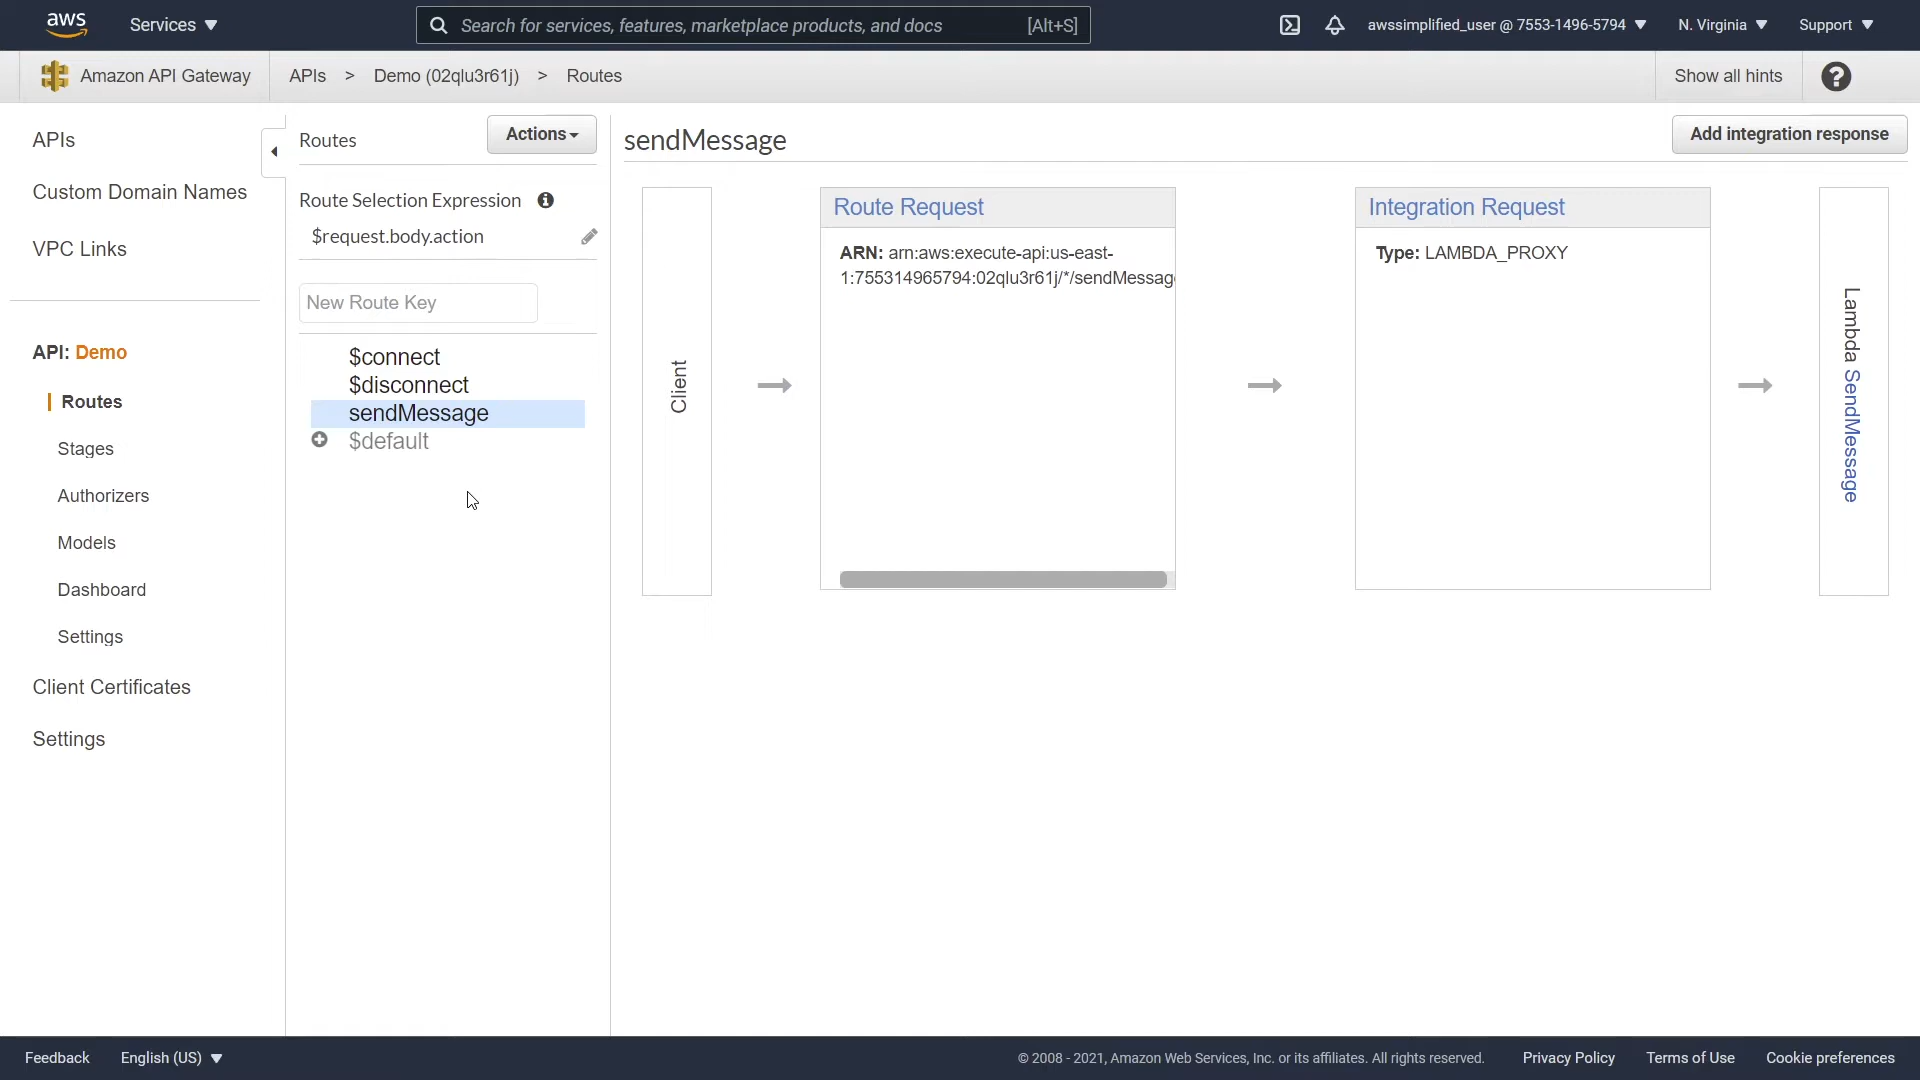 aws
Services
Search for services, features, marketplace products, and docs
[Alt+S]
awssimplified_user @ 7553-1496-5794
N. Virginia
Support
Amazon API Gateway
APIs > Demo (02qlu3r61j) > Routes
Show all hints
?
APIs
Custom Domain Names
VPC Links
API: Demo
Routes
Stages
Authorizers
Models
Dashboard
Settings
Client Certificates
Settings
Routes
Actions
Route Selection Expression
$request.body.action
New Route Key
$connect
$disconnect
sendMessage
$default
sendMessage
Add integration response
Client
Route Request
ARN: arn:aws:execute-api:us-east-
1:755314965794:02qlu3r61j/*/sendMessag
Integration Request
Type: LAMBDA_PROXY
Lambda SendMessage
Feedback
English (US)
© 2008 - 2021, Amazon Web Services, Inc. or its affiliates. All rights reserved.
Privacy Policy
Terms of Use
Cookie preferences